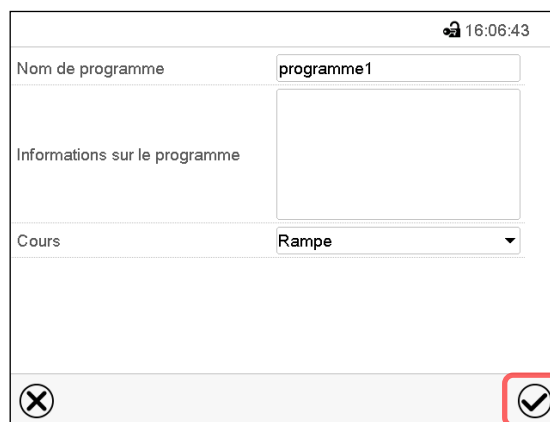 16:06:43
Nom de programme
programme1
Informations sur le programme
Cours
Rampe